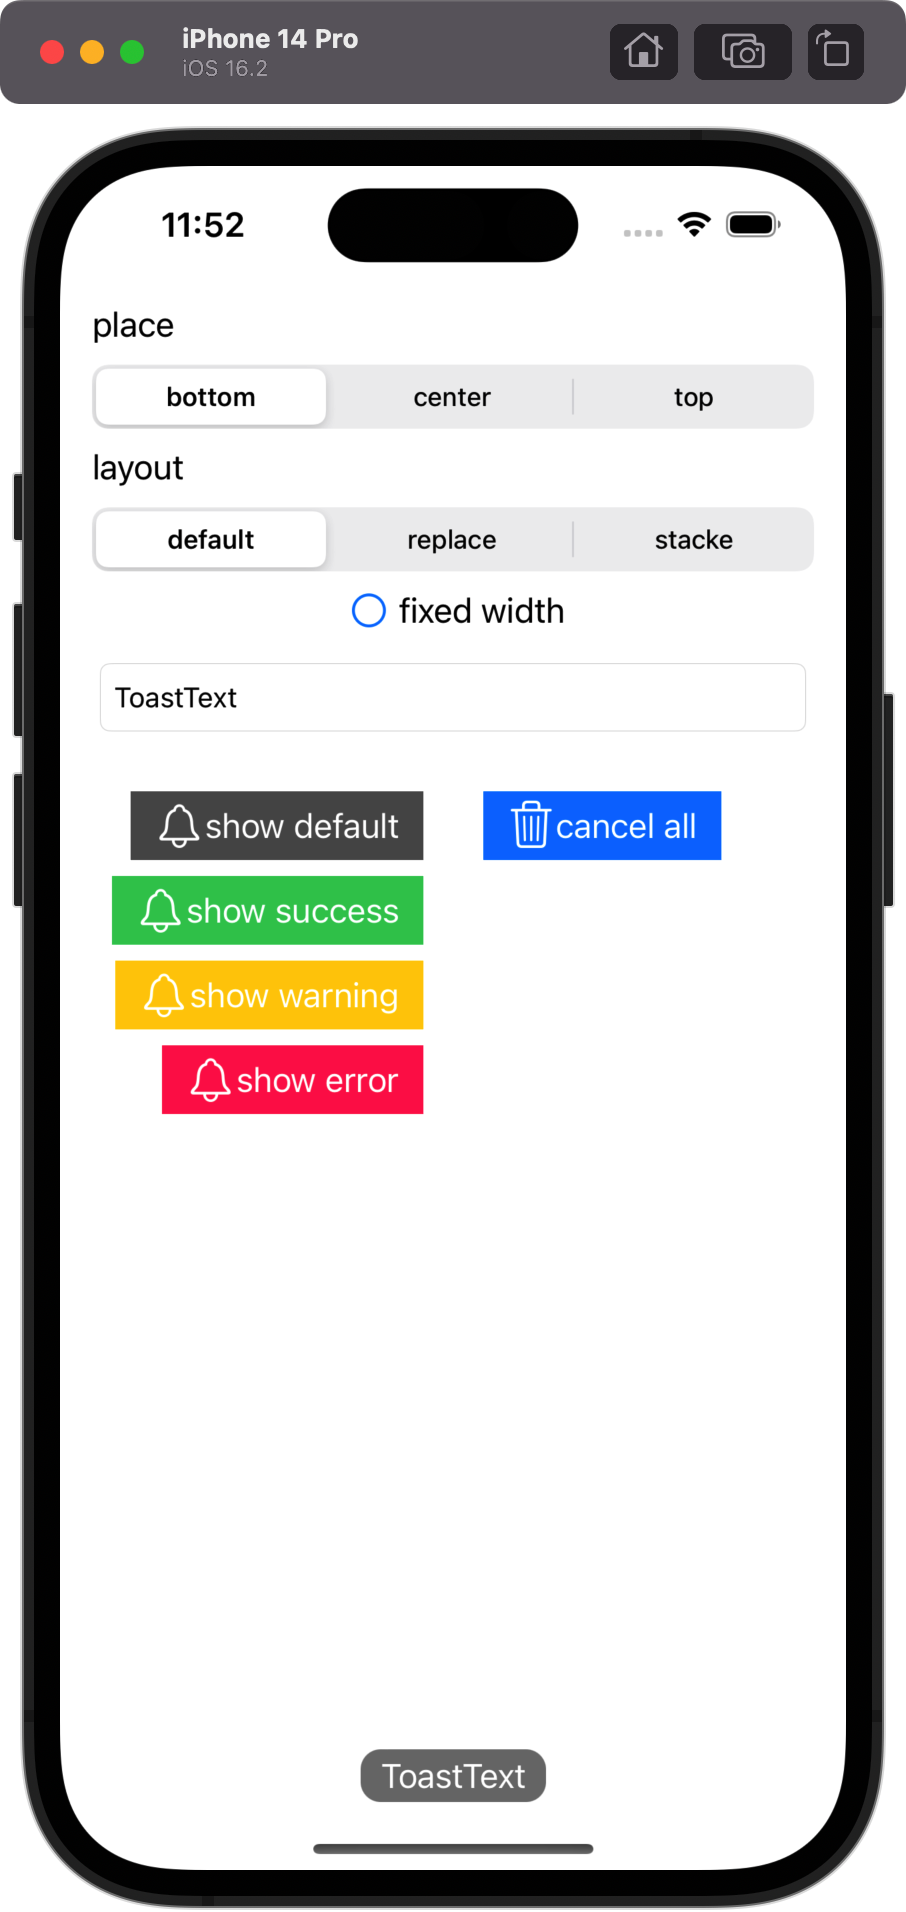 iPhone 14 Pro
iOS 16.2
11:52
place
bottom center top
layout
default replace stacke
fixed width
ToastText
show default cancel all
show success
show warning
show error
ToastText